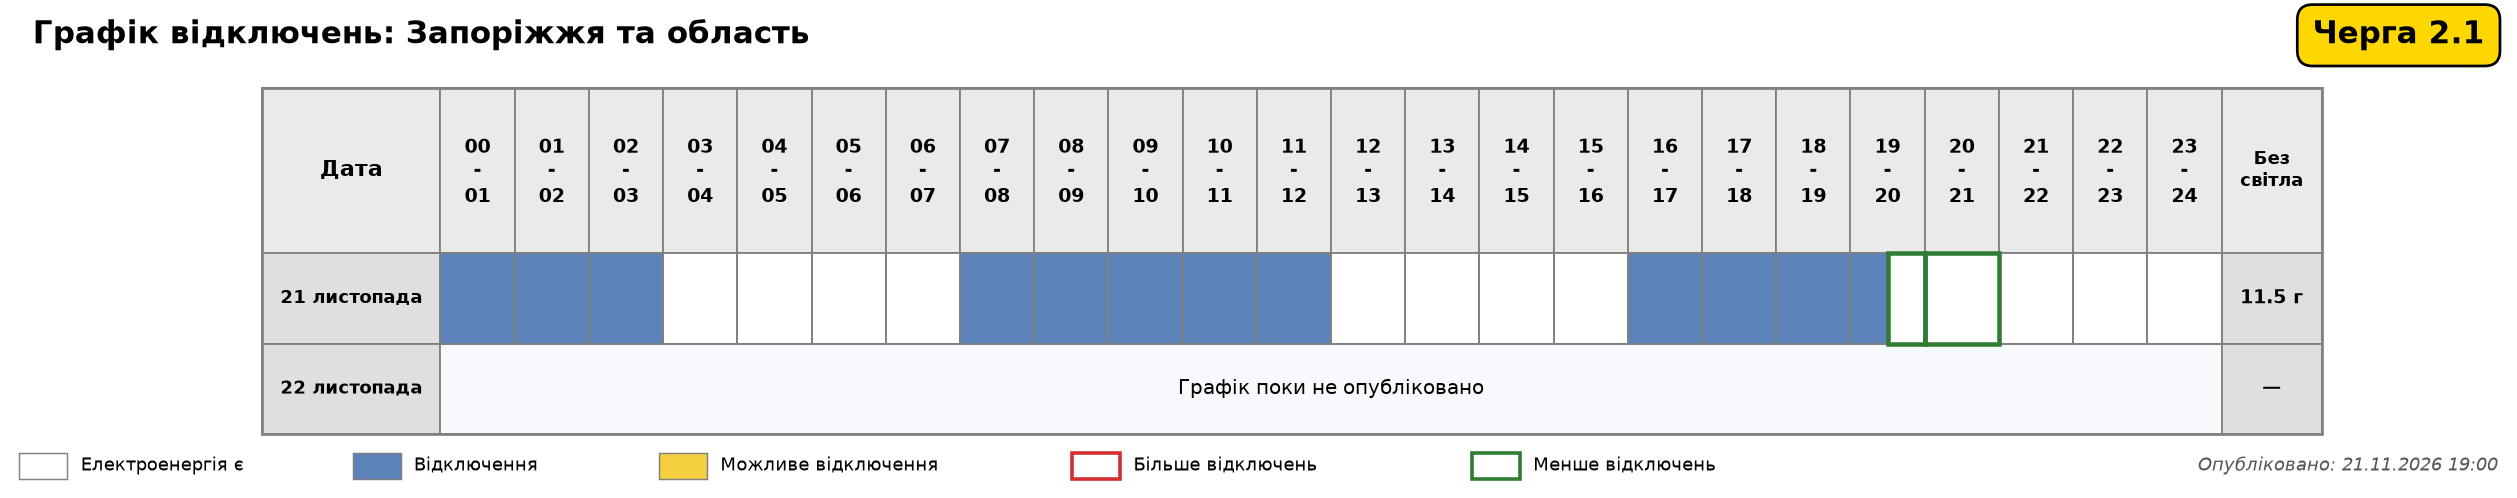 Графік відключень: Запоріжжя та область
Черга 2.1
Дата 00 - 01 01 - 02 02 - 03 03 - 04 04 - 05 05 - 06 06 - 07 07 - 08 08 - 09 09 - 10 10 - 11 11 - 12 12 - 13 13 - 14 14 - 15 15 - 16 16 - 17 17 - 18 18 - 19 19 - 20 20 - 21 21 - 22 22 - 23 23 - 24 Без світла
21 листопада 11.5 г
22 листопада Графік поки не опубліковано —
Електроенергія є Відключення Можливе відключення Більше відключень Менше відключень Опубліковано: 21.11.2026 19:00